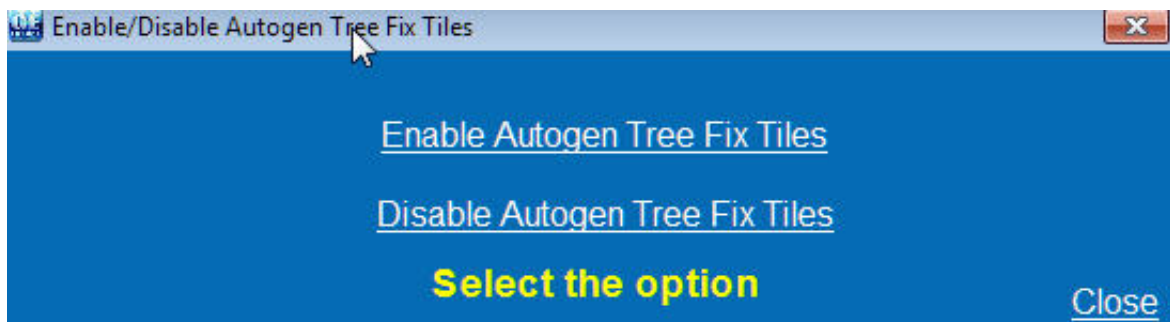 Enable/Disable Autogen Tree Fix Tiles
Enable Autogen Tree Fix Tiles
Disable Autogen Tree Fix Tiles
Select the option
Close